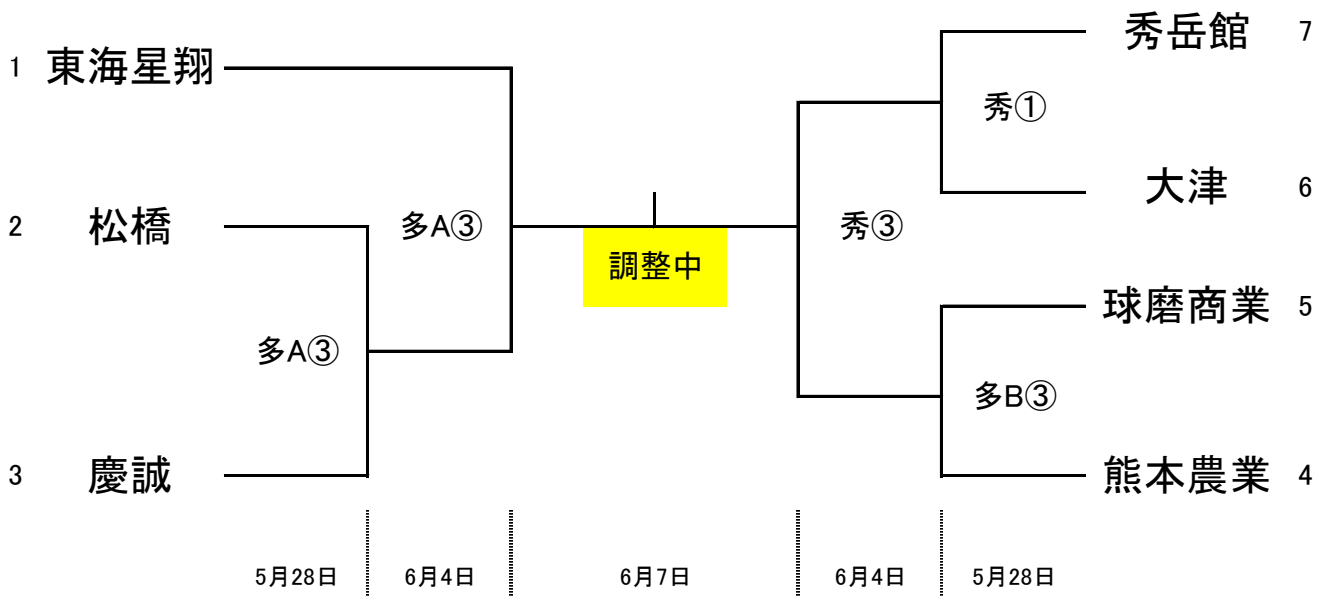 1 東海星翔
2 松橋
3 慶誠
多A③
多A③
調整中
秀③
秀①
多B③
秀岳館 7
大津 6
球磨商業 5
熊本農業 4
5月28日 6月4日 6月7日 6月4日 5月28日